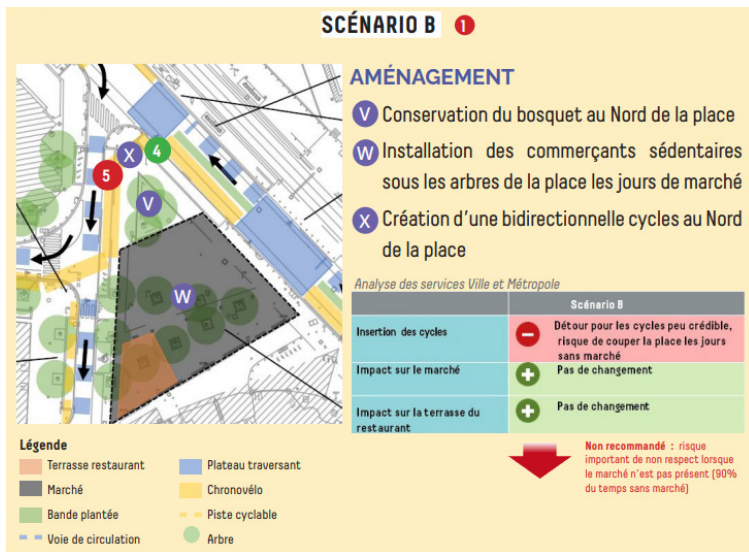 SCÉNARIO B 1
AMÉNAGEMENT
V Conservation du bosquet au Nord de la place
W Installation des commerçants sédentaires
sous les arbres de la place les jours de marché
X Création d'une bidirectionnelle cycles au Nord
de la place
X 4
5
V
W
Analyse des services Ville et Métropole
Scénario B
Insertion des cycles
Détour pour les cycles peu crédible,
risque de couper la place les jours
sans marché
Impact sur le marché
Pas de changement
Impact sur la terrasse du
restaurant
Pas de changement
Non recommandé : risque
important de non respect lorsque
le marché n'est pas présent (90%
du temps sans marché)
Légende
Terrasse restaurant
Plateau traversant
Marché
Chronovélo
Bande plantée
Piste cyclable
Voie de circulation
Arbre